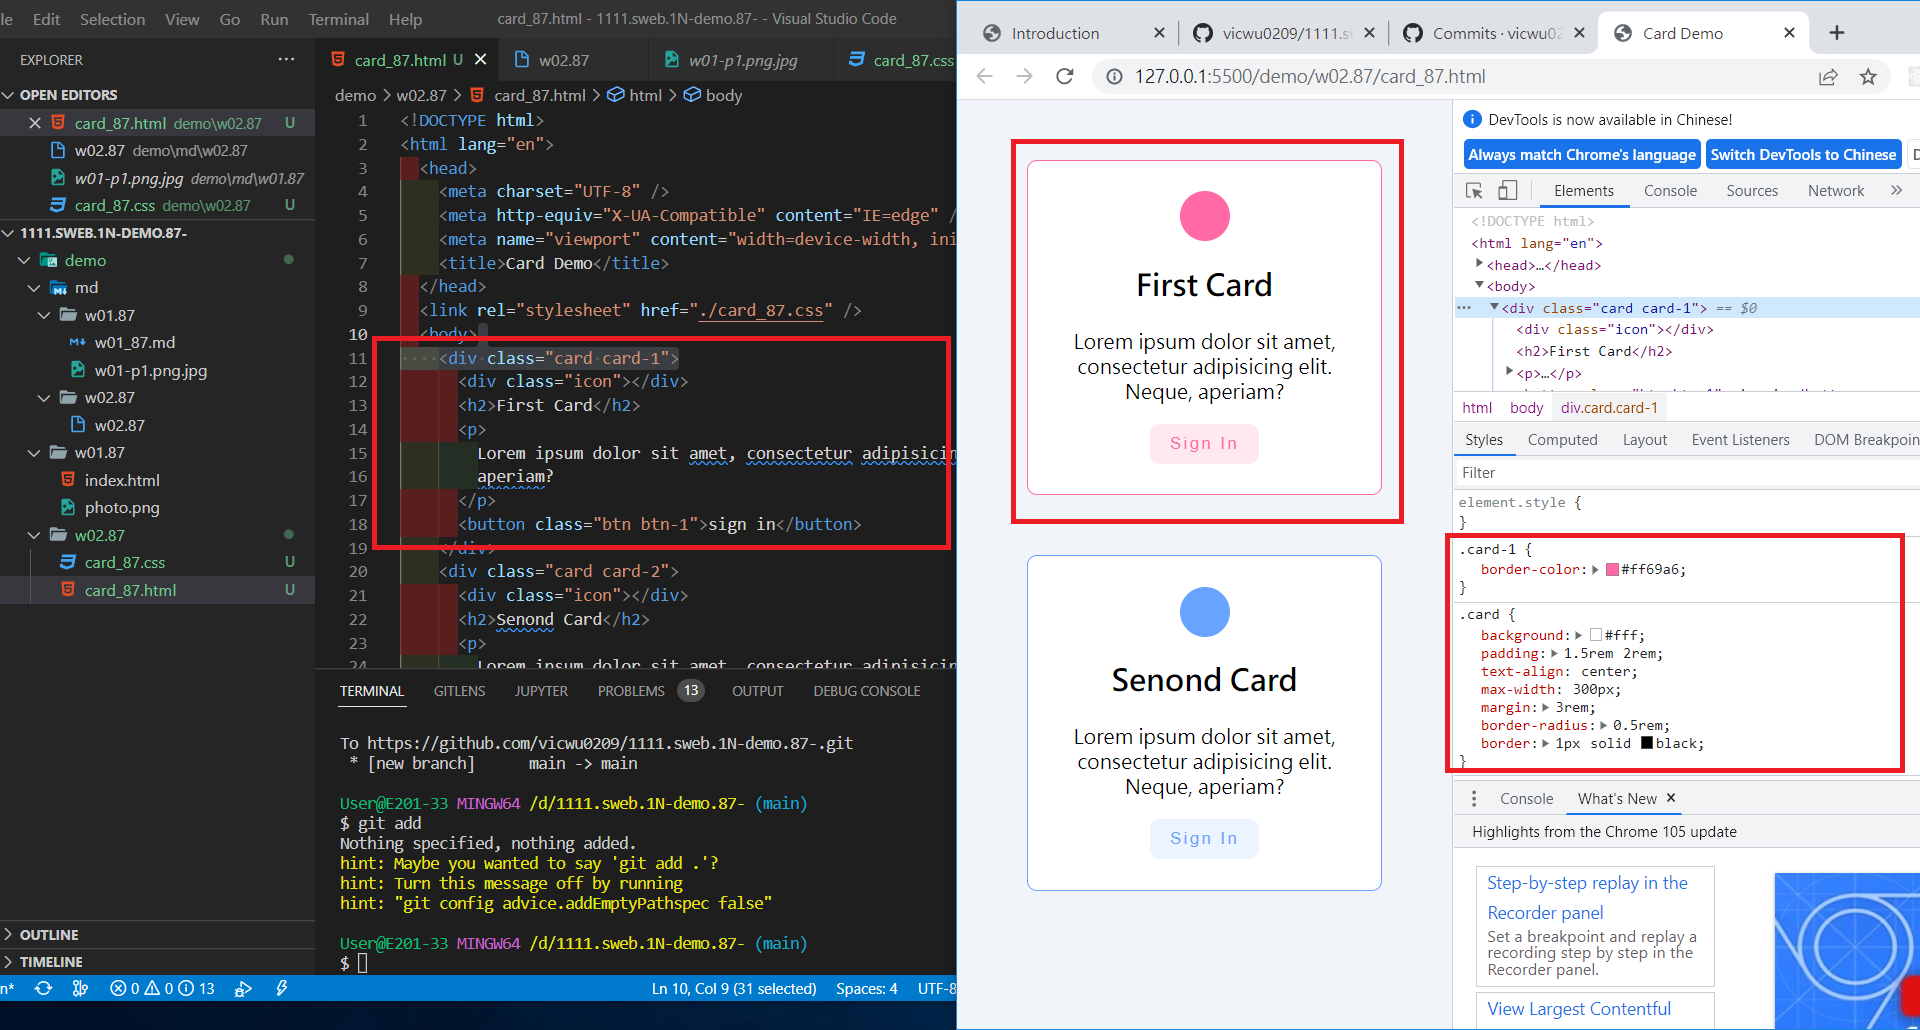 le Edit Selection View Go Run Terminal Help card_87.html - 1111.sweb.1N-demo.87- - Visual Studio Code
EXPLORER ···
OPEN EDITORS
card_87.html demo\w02.87 U
w02.87 demo\md\w02.87
w01-p1.png.jpg demo\md\w01.87
card_87.css demo\w02.87 U
1111.SWEB.1N-DEMO.87-
demo
md
w01.87
w01_87.md
w01-p1.png.jpg
w02.87
w02.87
w01.87
index.html
photo.png
w02.87
card_87.css U
card_87.html U
OUTLINE
TIMELINE
card_87.html U w02.87 w01-p1.png.jpg card_87.css
demo > w02.87 > card_87.html > html > body
1 <!DOCTYPE html>
2 <html lang="en">
3 <head>
4 <meta charset="UTF-8" />
5 <meta http-equiv="X-UA-Compatible" content="IE=edge" /
6 <meta name="viewport" content="width=device-width, ini
7 <title>Card Demo</title>
8 </head>
9 <link rel="stylesheet" href="./card_87.css" />
10 <body>
11 ····<div class="card·card-1">
12 <div class="icon"></div>
13 <h2>First Card</h2>
14 <p>
15 Lorem ipsum dolor sit amet, consectetur adipisicin
16 aperiam?
17 </p>
18 <button class="btn btn-1">sign in</button>
19 </div>
20 <div class="card card-2">
21 <div class="icon"></div>
22 <h2>Senond Card</h2>
23 <p>
24 Lorem ipsum dolor sit amet, consectetur adipisicin
TERMINAL GITLENS JUPYTER PROBLEMS 13 OUTPUT DEBUG CONSOLE
To https://github.com/vicwu0209/1111.sweb.1N-demo.87-.git
* [new branch] main -> main
User@E201-33 MINGW64 /d/1111.sweb.1N-demo.87- (main)
$ git add
Nothing specified, nothing added.
hint: Maybe you wanted to say 'git add .'?
hint: Turn this message off by running
hint: "git config advice.addEmptyPathspec false"
User@E201-33 MINGW64 /d/1111.sweb.1N-demo.87- (main)
$
n* 0 0 13 Ln 10, Col 9 (31 selected) Spaces: 4 UTF-8
Introduction vicwu0209/1111.sw Commits · vicwu02 Card Demo
127.0.0.1:5500/demo/w02.87/card_87.html
First Card
Lorem ipsum dolor sit amet,
consectetur adipisicing elit.
Neque, aperiam?
Sign In
Senond Card
Lorem ipsum dolor sit amet,
consectetur adipisicing elit.
Neque, aperiam?
Sign In
DevTools is now available in Chinese!
Always match Chrome's language Switch DevTools to Chinese D
Elements Console Sources Network »
<!DOCTYPE html>
<html lang="en">
<head>…</head>
<body>
··· <div class="card card-1"> == $0
<div class="icon"></div>
<h2>First Card</h2>
<p>…</p>
html body div.card.card-1
Styles Computed Layout Event Listeners DOM Breakpoin
Filter
element.style {
}
.card-1 {
border-color: #ff69a6;
}
.card {
background: #fff;
padding: 1.5rem 2rem;
text-align: center;
max-width: 300px;
margin: 3rem;
border-radius: 0.5rem;
border: 1px solid black;
}
Console What's New
Highlights from the Chrome 105 update
Step-by-step replay in the
Recorder panel
Set a breakpoint and replay a
recording step by step in the
Recorder panel.
View Largest Contentful